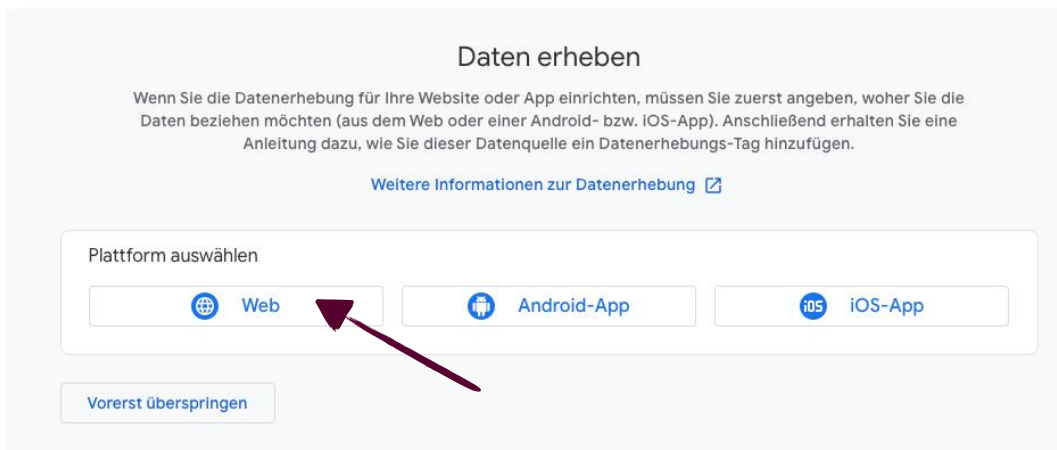 Daten erheben
Wenn Sie die Datenerhebung für Ihre Website oder App einrichten, müssen Sie zuerst angeben, woher Sie die
Daten beziehen möchten (aus dem Web oder einer Android- bzw. iOS-App). Anschließend erhalten Sie eine
Anleitung dazu, wie Sie dieser Datenquelle ein Datenerhebungs-Tag hinzufügen.
Weitere Informationen zur Datenerhebung
Plattform auswählen
Web
Android-App
iOS iOS-App
Vorerst überspringen